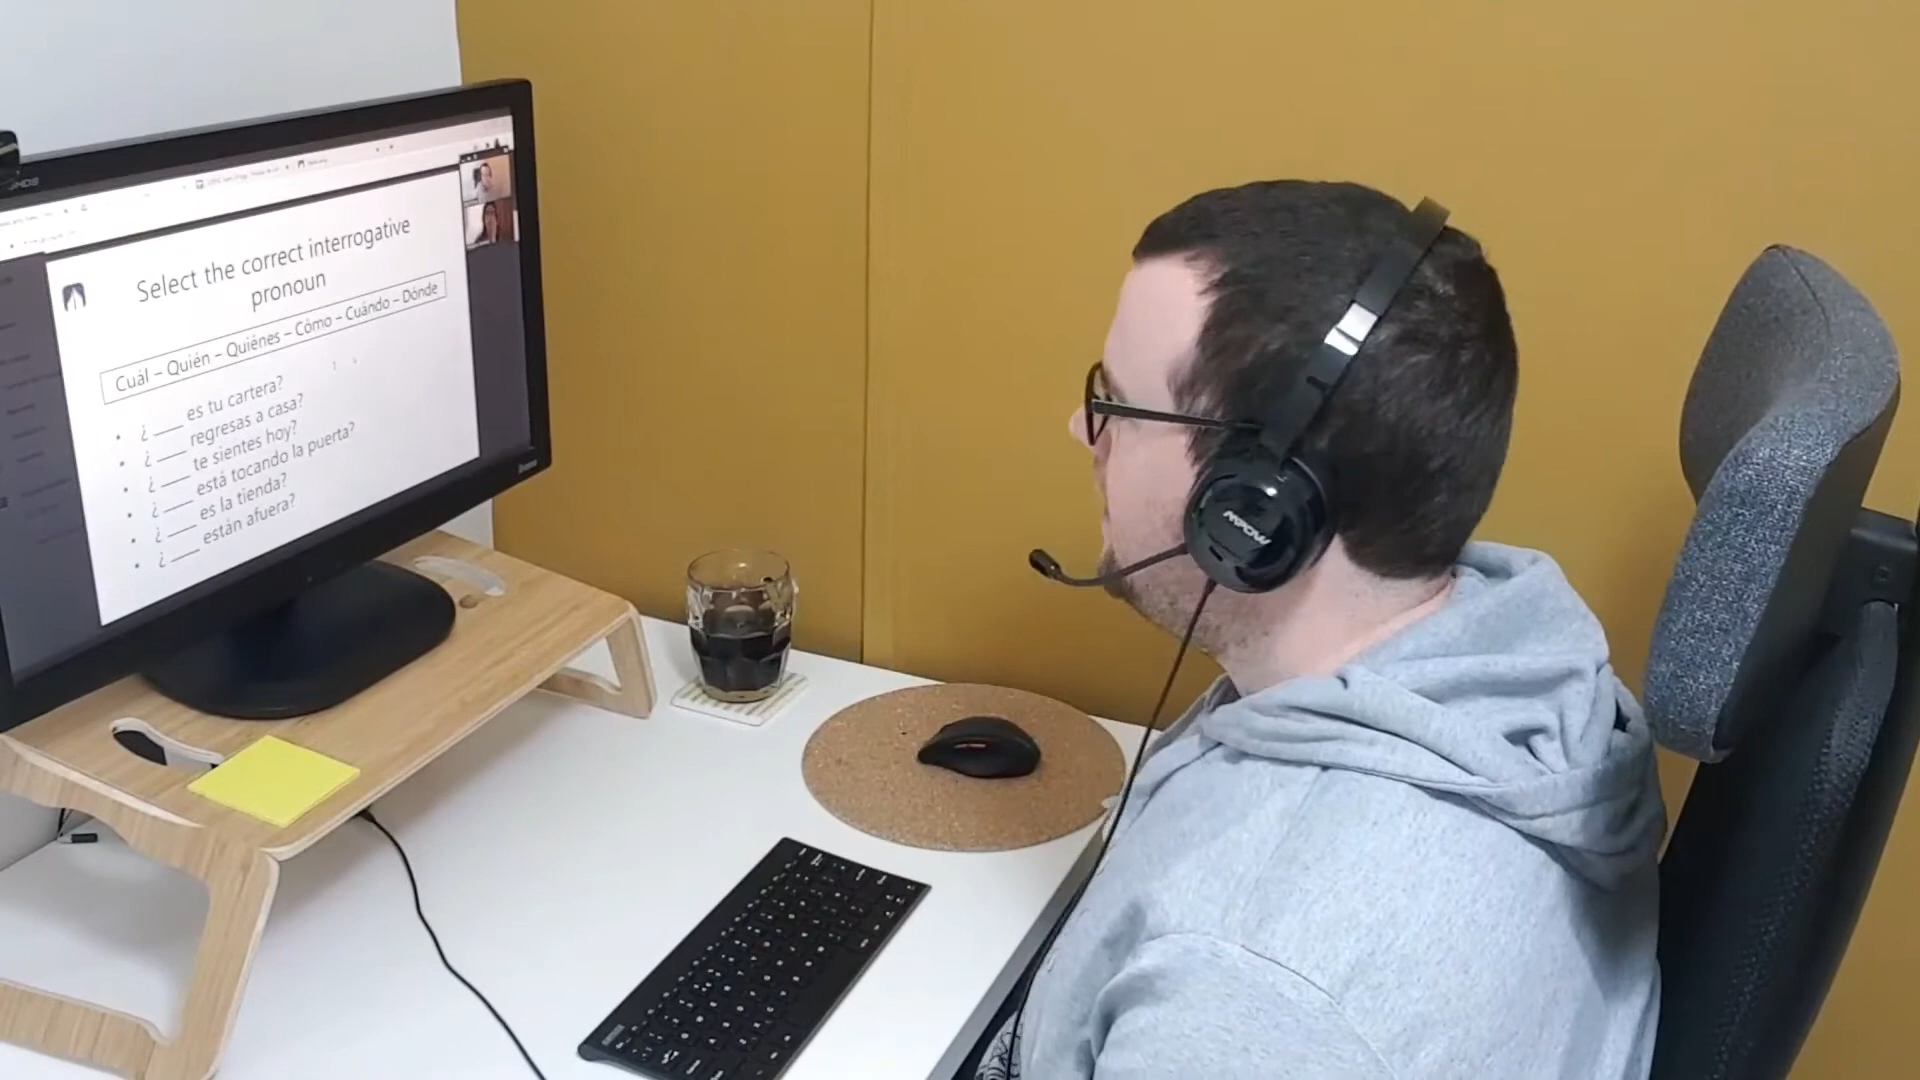 Select the correct interrogative
pronoun
Cuál – Quién – Quiénes – Cómo – Cuándo – Dónde
• ¿ ___ es tu cartera?
• ¿ ___ regresas a casa?
• ¿ ___ te sientes hoy?
• ¿ ___ está tocando la puerta?
• ¿ ___ es la tienda?
• ¿ ___ están afuera?
mpow